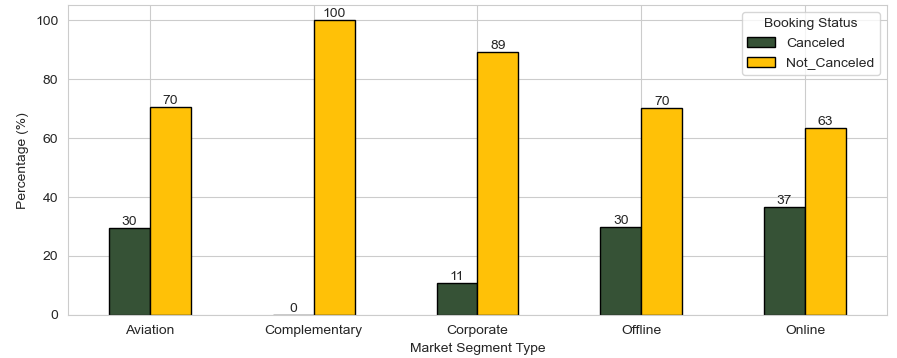 Booking Status
Canceled
Not_Canceled
Percentage (%)
100
80
60
40
20
0
30
70
0
100
11
89
30
70
37
63
Aviation
Complementary
Corporate
Offline
Online
Market Segment Type